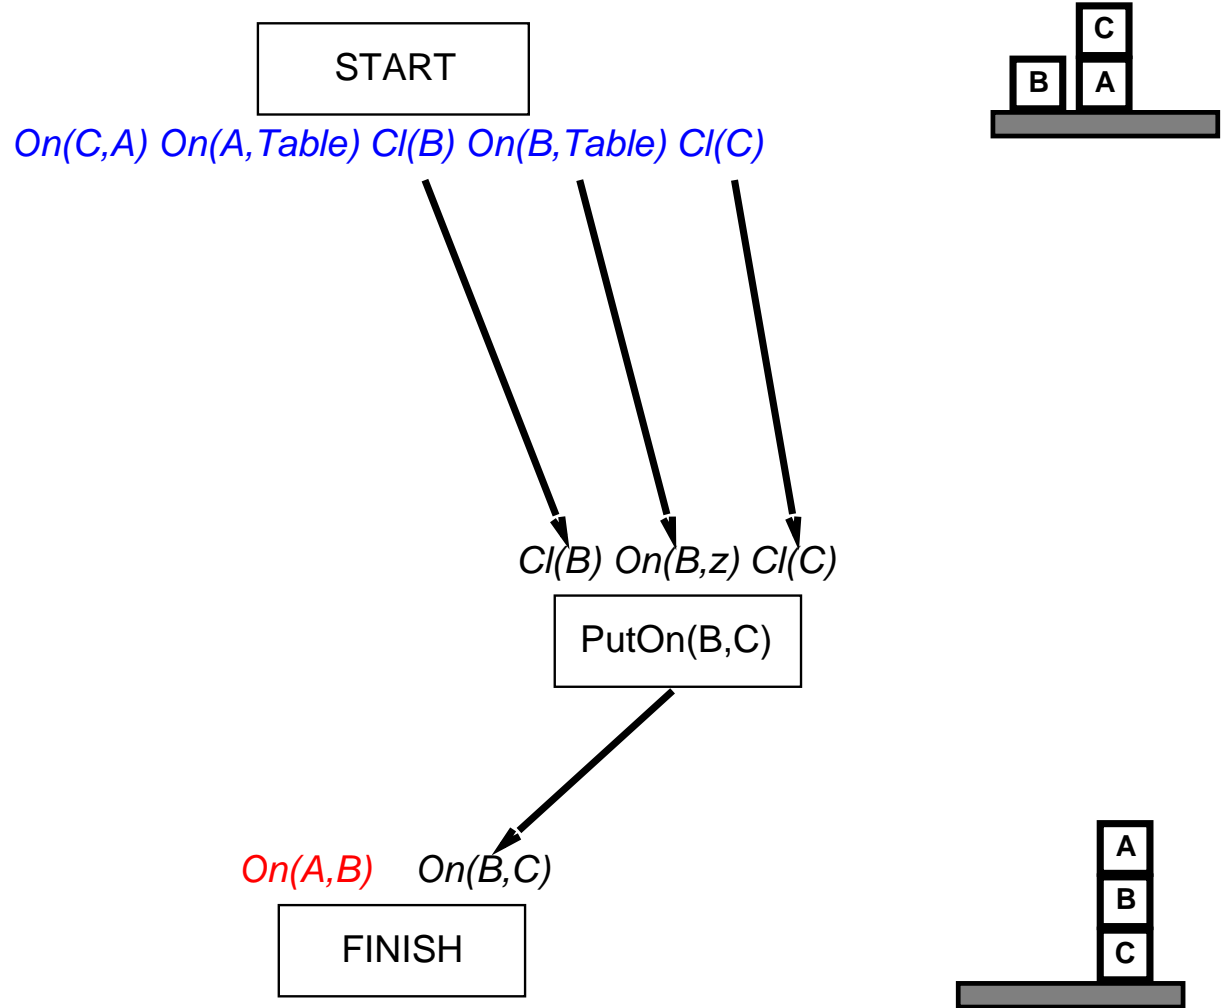 START
C
B A
On(C,A) On(A,Table) Cl(B) On(B,Table) Cl(C)
Cl(B) On(B,z) Cl(C)
PutOn(B,C)
On(A,B) On(B,C)
FINISH
A
B
C